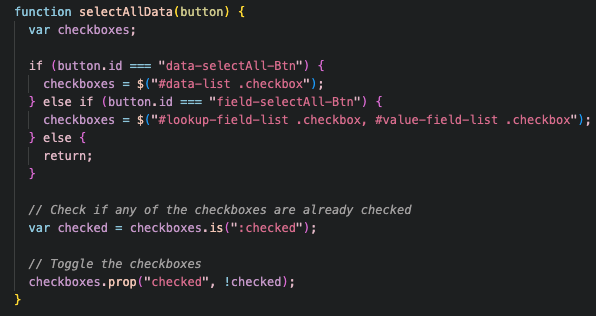 function selectAllData(button) {
  var checkboxes;

  if (button.id === "data-selectAll-Btn") {
    checkboxes = $("#data-list .checkbox");
  } else if (button.id === "field-selectAll-Btn") {
    checkboxes = $("#lookup-field-list .checkbox, #value-field-list .checkbox");
  } else {
    return;
  }

  // Check if any of the checkboxes are already checked
  var checked = checkboxes.is(":checked");

  // Toggle the checkboxes
  checkboxes.prop("checked", !checked);
}